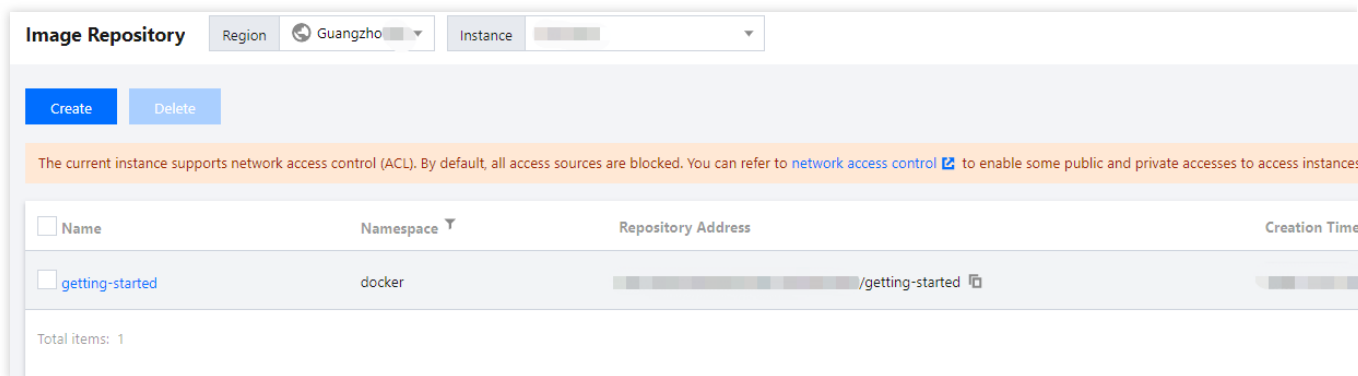 Image Repository Region Guangzho Instance
Create Delete
The current instance supports network access control (ACL). By default, all access sources are blocked. You can refer to network access control to enable some public and private accesses to access instances
Name Namespace Repository Address Creation Time
getting-started docker /getting-started
Total items: 1